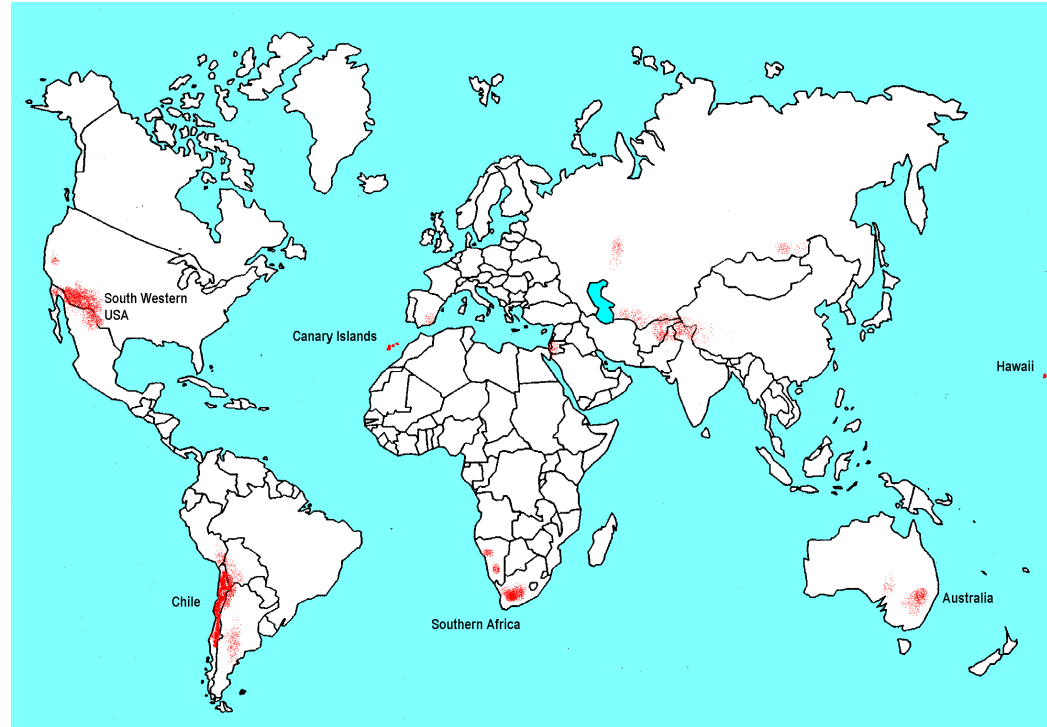 South Western
USA
Canary Islands
Hawaii
Chile
Australia
Southern Africa